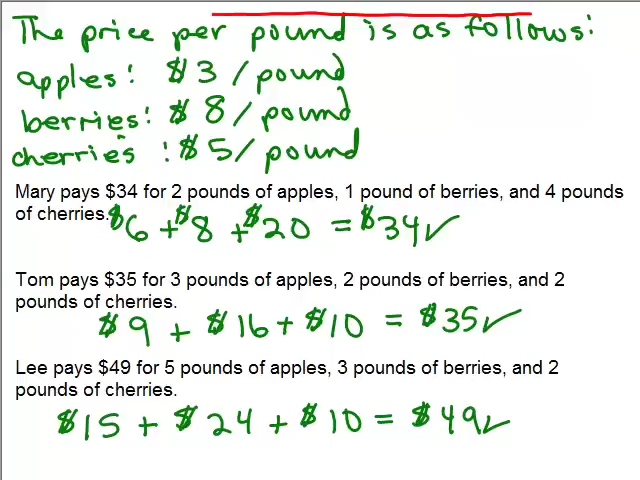 The price per pound is as follows:
apples: $3/pound
berries: $8/pound
cherries: $5/pound
Mary pays $34 for 2 pounds of apples, 1 pound of berries, and 4 pounds
of cherries.
$6 + $8 + $20 = $34✓
Tom pays $35 for 3 pounds of apples, 2 pounds of berries, and 2
pounds of cherries.
$9 + $16 + $10 = $35✓
Lee pays $49 for 5 pounds of apples, 3 pounds of berries, and 2
pounds of cherries.
$15 + $24 + $10 = $49✓